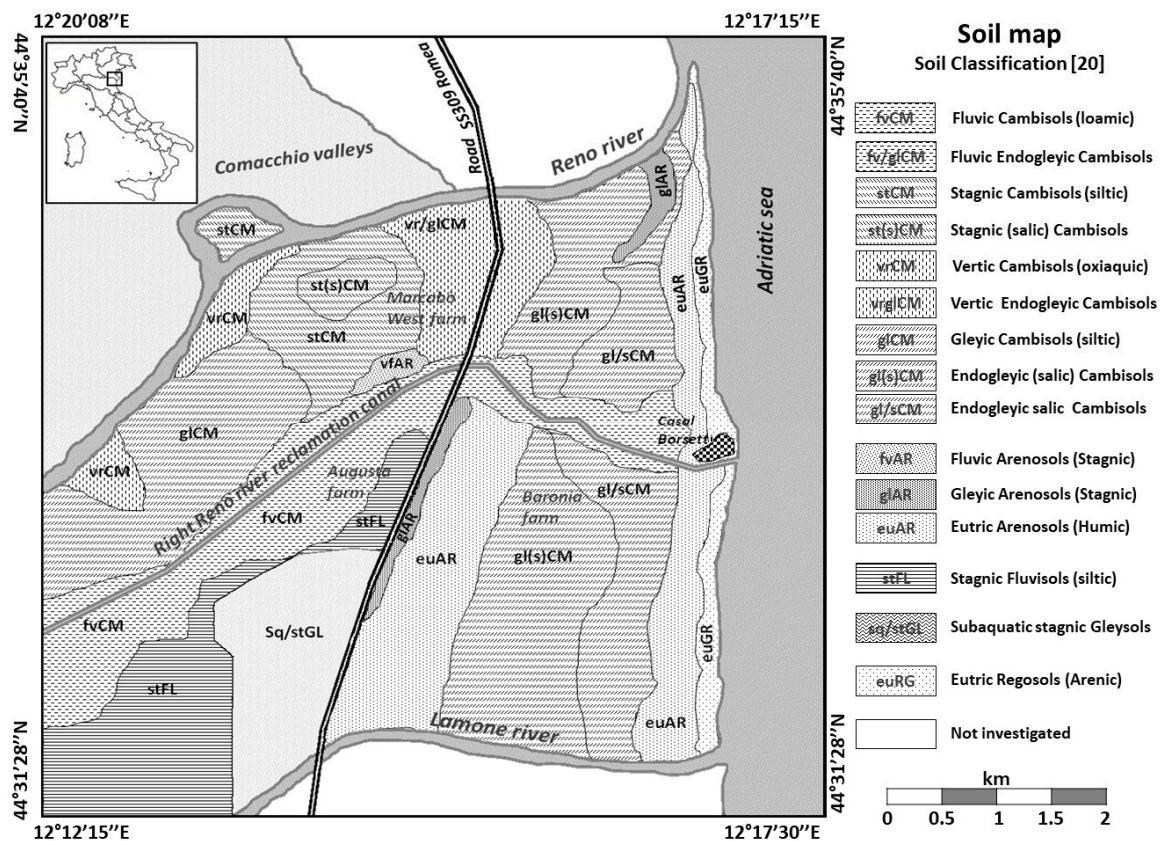 12°20'08''E
12°17'15''E
44°35'40''N
44°35'40''N
Soil map
Soil Classification [20]
Comacchio valleys
Road SS309 Romea
Reno river
Adriatic sea
stCM
vr/glCM
glAR
st(s)CM
Marcabò
West farm
vrCM
stCM
vfAR
gl(s)CM
gl/sCM
euAR
euGR
glCM
vrCM
Right Reno river reclamation canal
Casal
Borsetti
Augusta
farm
fvCM
stFL
glAR
euAR
Baronia
farm
gl/sCM
gl(s)CM
fvCM
Sq/stGL
stFL
euGR
euAR
Lamone river
44°31'28''N
44°31'28''N
12°12'15''E
12°17'30''E
fvCM Fluvic Cambisols (loamic)
fv/glCM Fluvic Endogleyic Cambisols
stCM Stagnic Cambisols (siltic)
st(s)CM Stagnic (salic) Cambisols
vrCM Vertic Cambisols (oxiaquic)
vrglCM Vertic Endogleyic Cambisols
glCM Gleyic Cambisols (siltic)
gl(s)CM Endogleyic (salic) Cambisols
gl/sCM Endogleyic salic Cambisols
fvAR Fluvic Arenosols (Stagnic)
glAR Gleyic Arenosols (Stagnic)
euAR Eutric Arenosols (Humic)
stFL Stagnic Fluvisols (siltic)
sq/stGL Subaquatic stagnic Gleysols
euRG Eutric Regosols (Arenic)
Not investigated
km
0 0.5 1 1.5 2